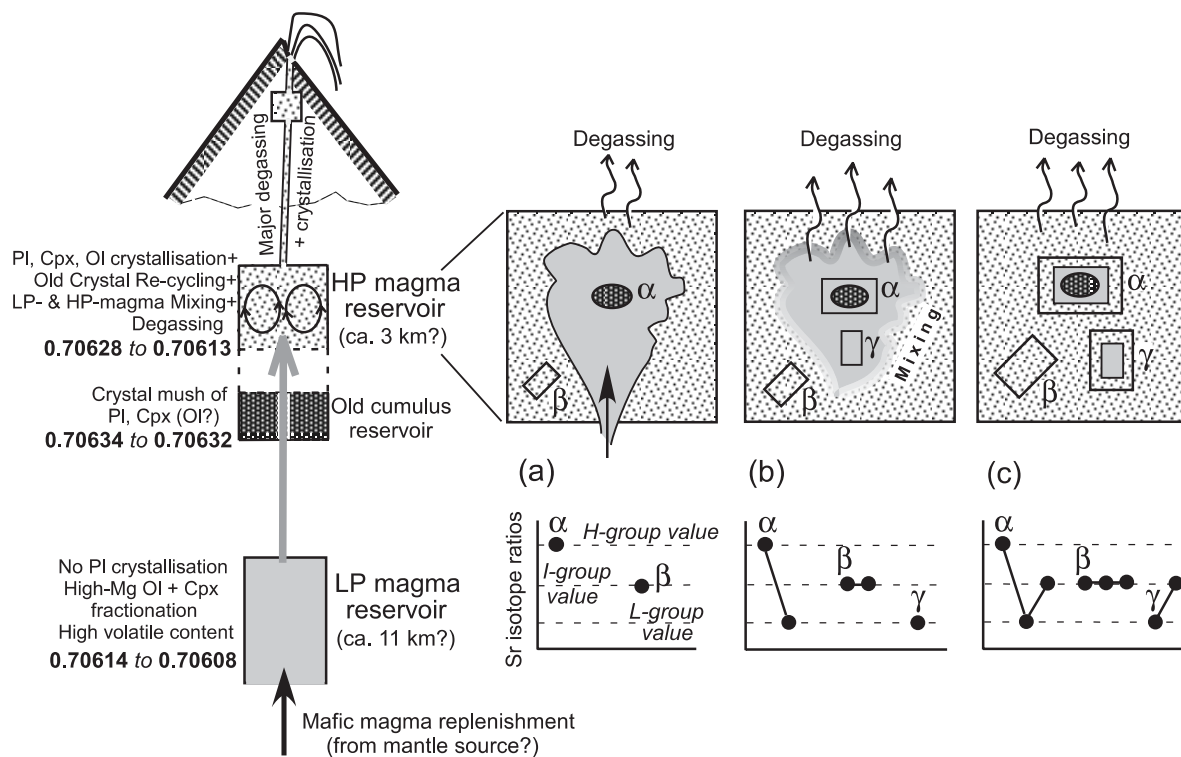 Major degassing
+ crystallisation
Pl, Cpx, Ol crystallisation+
Old Crystal Re-cycling+
LP- & HP-magma Mixing+
Degassing
0.70628 to 0.70613
HP magma
reservoir
(ca. 3 km?)
Crystal mush of
Pl, Cpx (Ol?)
0.70634 to 0.70632
Old cumulus
reservoir
No Pl crystallisation
High-Mg Ol + Cpx
fractionation
High volatile content
0.70614 to 0.70608
LP magma
reservoir
(ca. 11 km?)
Mafic magma replenishment
(from mantle source?)
Degassing
α
β
(a)
Degassing
α
γ
β
Mixing
(b)
Degassing
α
β
γ
(c)
Sr isotope ratios
α
H-group value
I-group
value
β
L-group
value
α
β
γ
α
β
γ